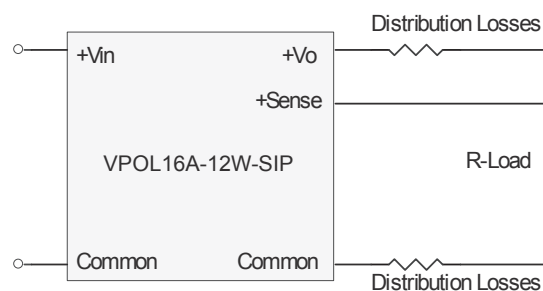 Distribution Losses
+Vin
+Vo
+Sense
VPOL16A-12W-SIP
R-Load
Common
Common
Distribution Losses